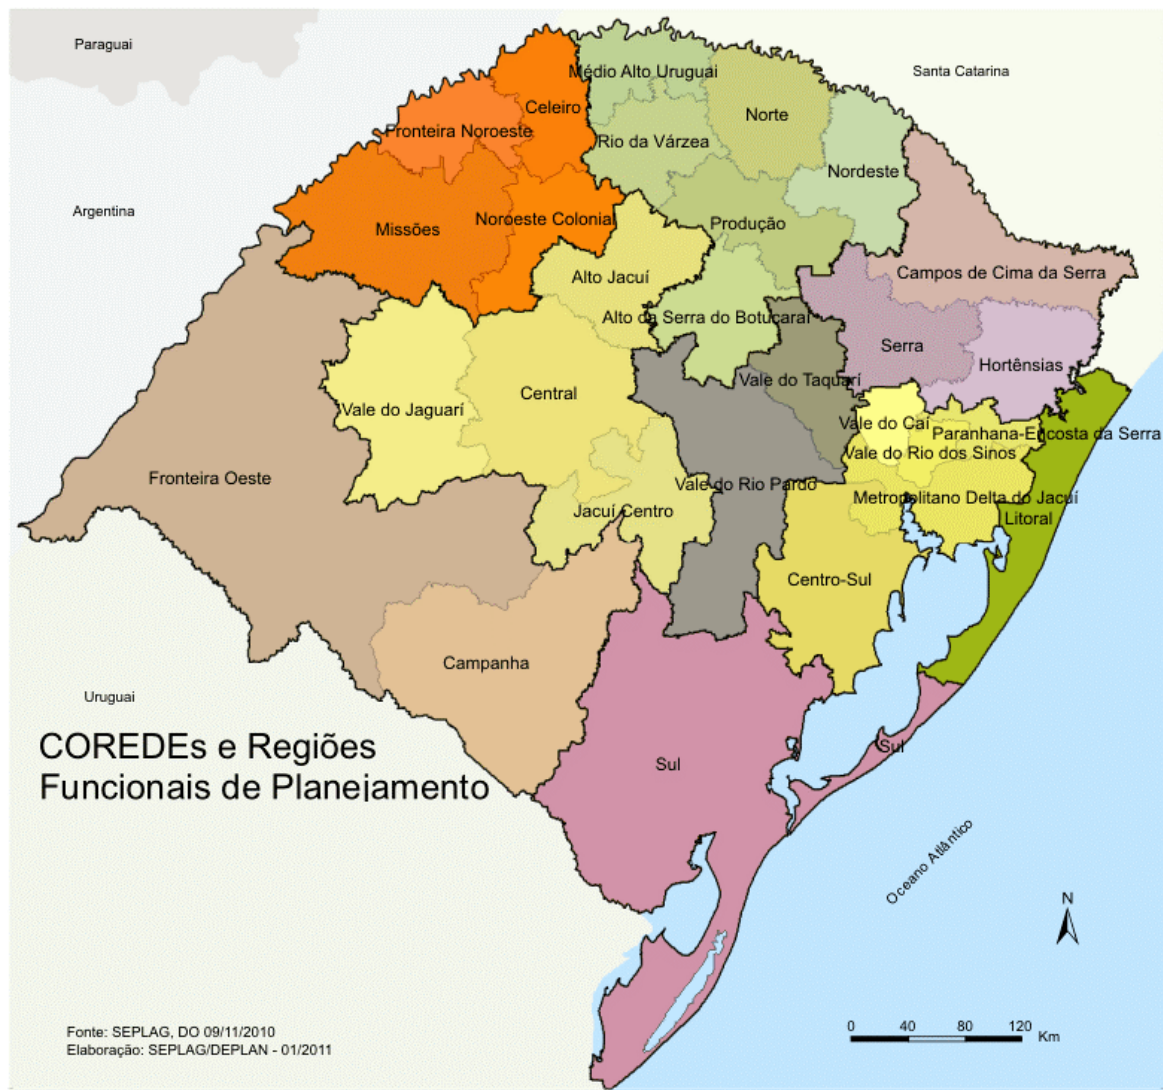 Paraguai
Santa Catarina
Médio Alto Uruguai
Celeiro
Norte
Fronteira Noroeste
Rio da Várzea
Nordeste
Argentina
Missões
Noroeste Colonial
Produção
Alto Jacuí
Campos de Cima da Serra
Alto da Serra do Botucaraí
Serra
Hortênsias
Vale do Taquarí
Central
Vale do Jaguarí
Vale do Caí
Paranhana-Encosta da Serra
Vale do Rio dos Sinos
Fronteira Oeste
Vale do Rio Pardo
Metropolitano Delta do Jacuí
Jacuí Centro
Litoral
Centro-Sul
Campanha
Uruguai
COREDEs e Regiões
Funcionais de Planejamento
Sul
Sul
Oceano Atlântico
N
Fonte: SEPLAG, DO 09/11/2010
Elaboração: SEPLAG/DEPLAN - 01/2011
0 40 80 120
Km